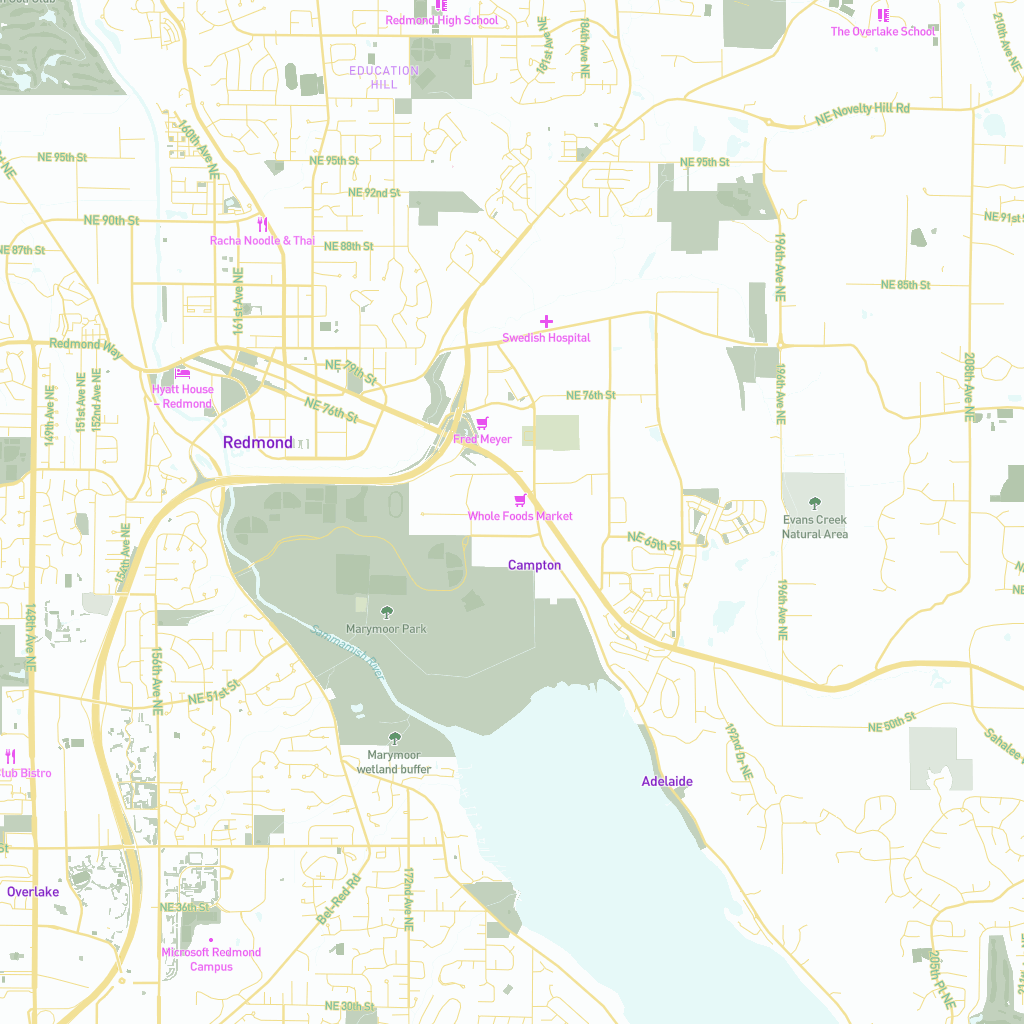 Redmond High School
The Overlake School
181st Ave NE
184th Ave NE
210th Ave NE
EDUCATION
HILL
NE Novelty Hill Rd
160th Ave NE
NE 95th St
NE 95th St
NE 95th St
NE 92nd St
NE 90th St
NE 91st S
Racha Noodle & Thai
NE 87th St
NE 88th St
196th Ave NE
161st Ave NE
NE 85th St
Swedish Hospital
Redmond Way
NE 79th St
208th Ave NE
Hyatt House
– Redmond
149th Ave NE
151st Ave NE
152nd Ave NE
NE 76th St
NE 76th St
196th Ave NE
Redmond
Fred Meyer
Whole Foods Market
Evans Creek
Natural Area
154th Ave NE
NE 65th St
Campton
148th Ave NE
196th Ave NE
Marymoor Park
Sammamish River
156th Ave NE
NE 51st St
NE 50th St
192nd Dr NE
Sahalee
Marymoor
wetland buffer
Club Bistro
Adelaide
St
Overlake
Bel-Red Rd
172nd Ave NE
NE 36th St
Microsoft Redmond
Campus
205th Pl NE
NE 30th St